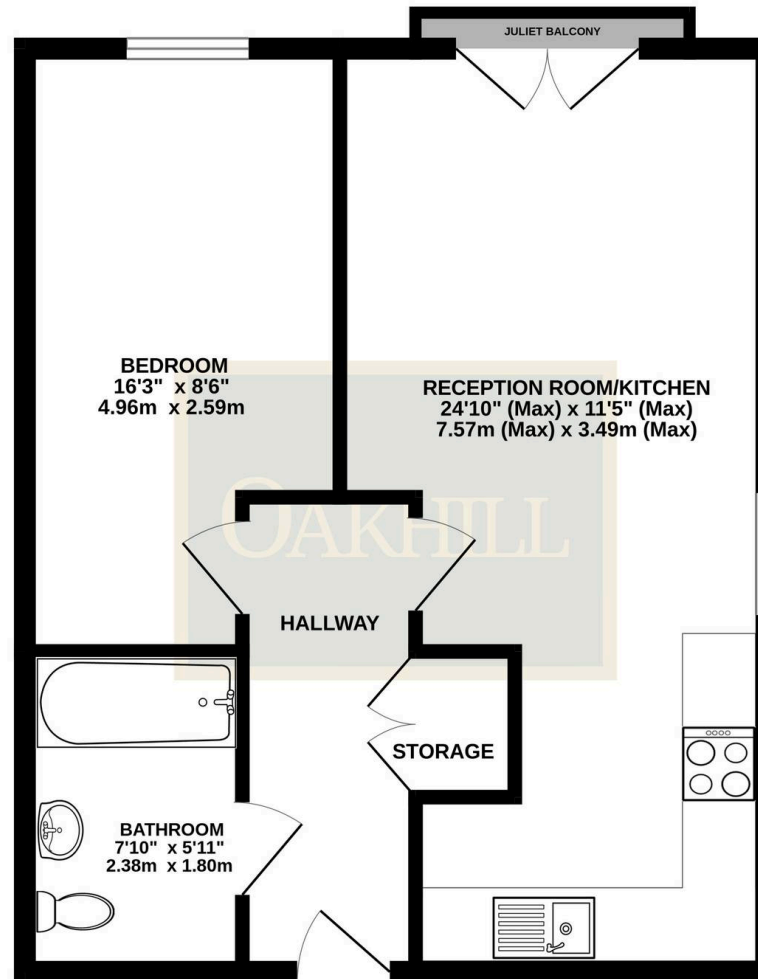 JULIET BALCONY
BEDROOM
16'3" x 8'6"
4.96m x 2.59m
RECEPTION ROOM/KITCHEN
24'10" (Max) x 11'5" (Max)
7.57m (Max) x 3.49m (Max)
OAKHILL
HALLWAY
STORAGE
BATHROOM
7'10" x 5'11"
2.38m x 1.80m